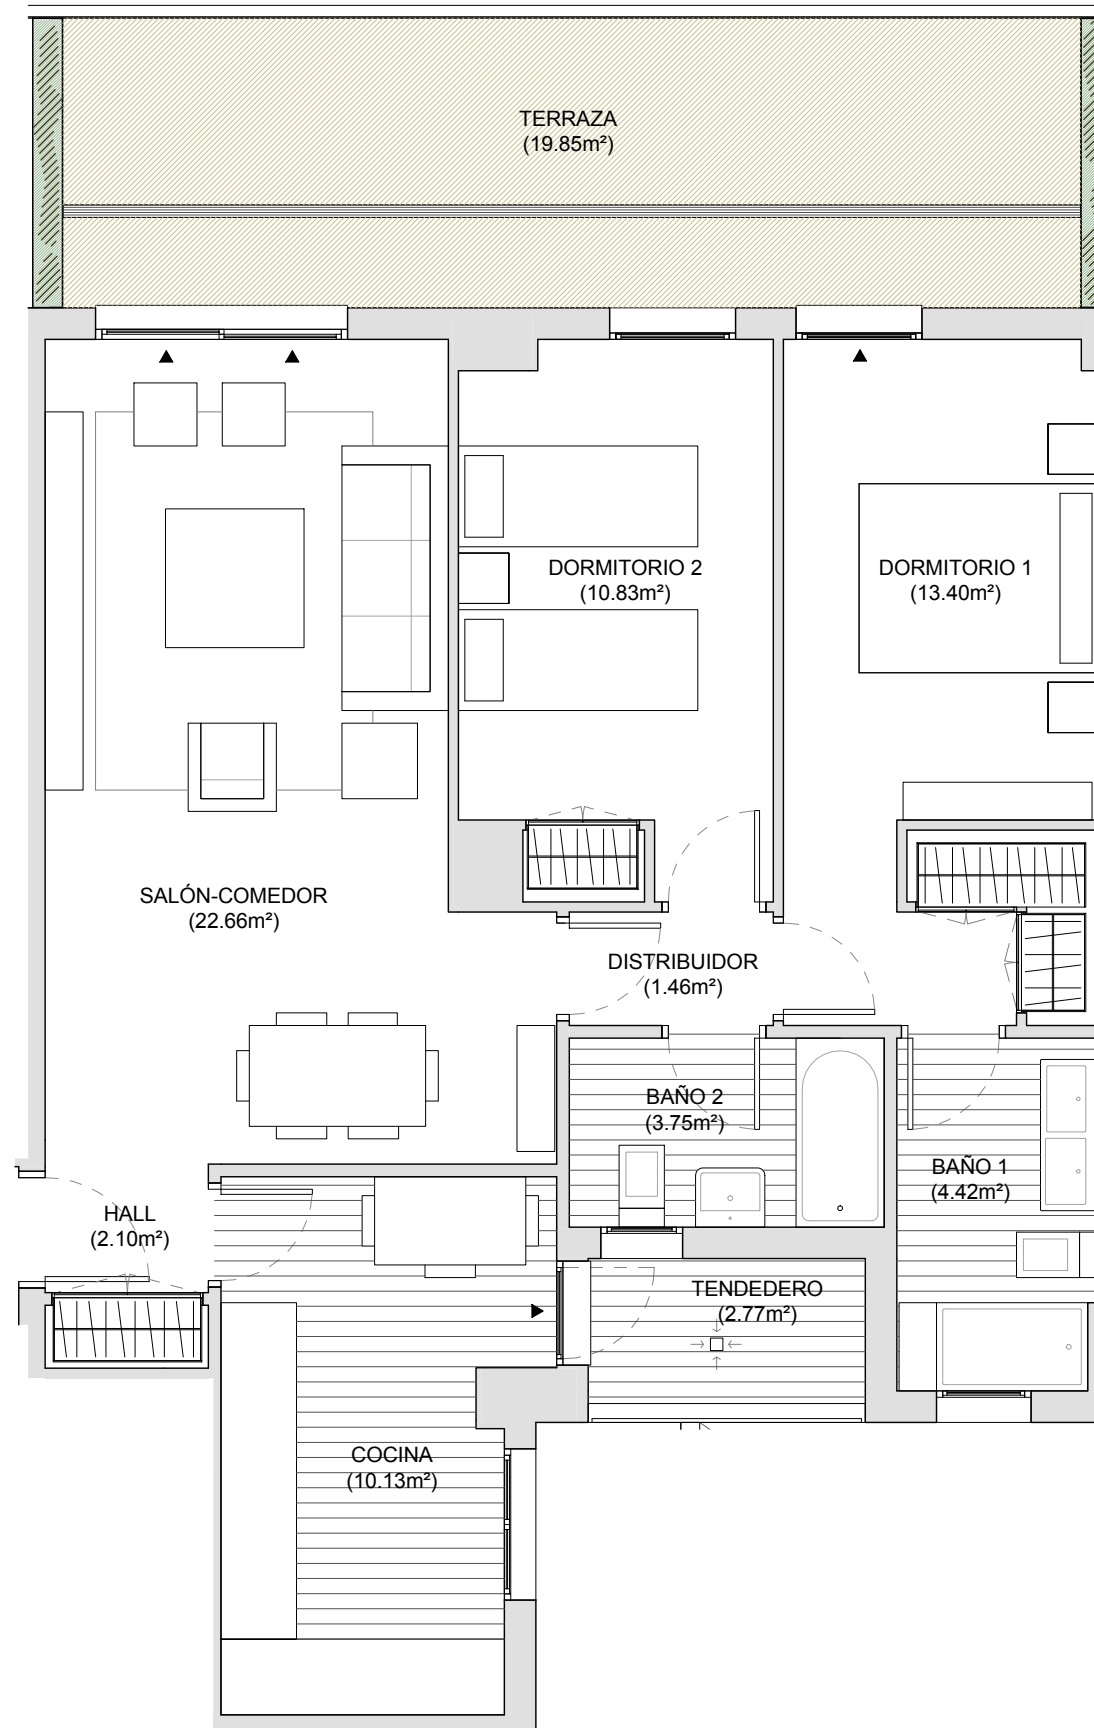 TERRAZA
(19.85m²)
DORMITORIO 2
(10.83m²)
DORMITORIO 1
(13.40m²)
SALÓN-COMEDOR
(22.66m²)
DISTRIBUIDOR
(1.46m²)
BAÑO 2
(3.75m²)
BAÑO 1
(4.42m²)
HALL
(2.10m²)
TENDEDERO
(2.77m²)
COCINA
(10.13m²)